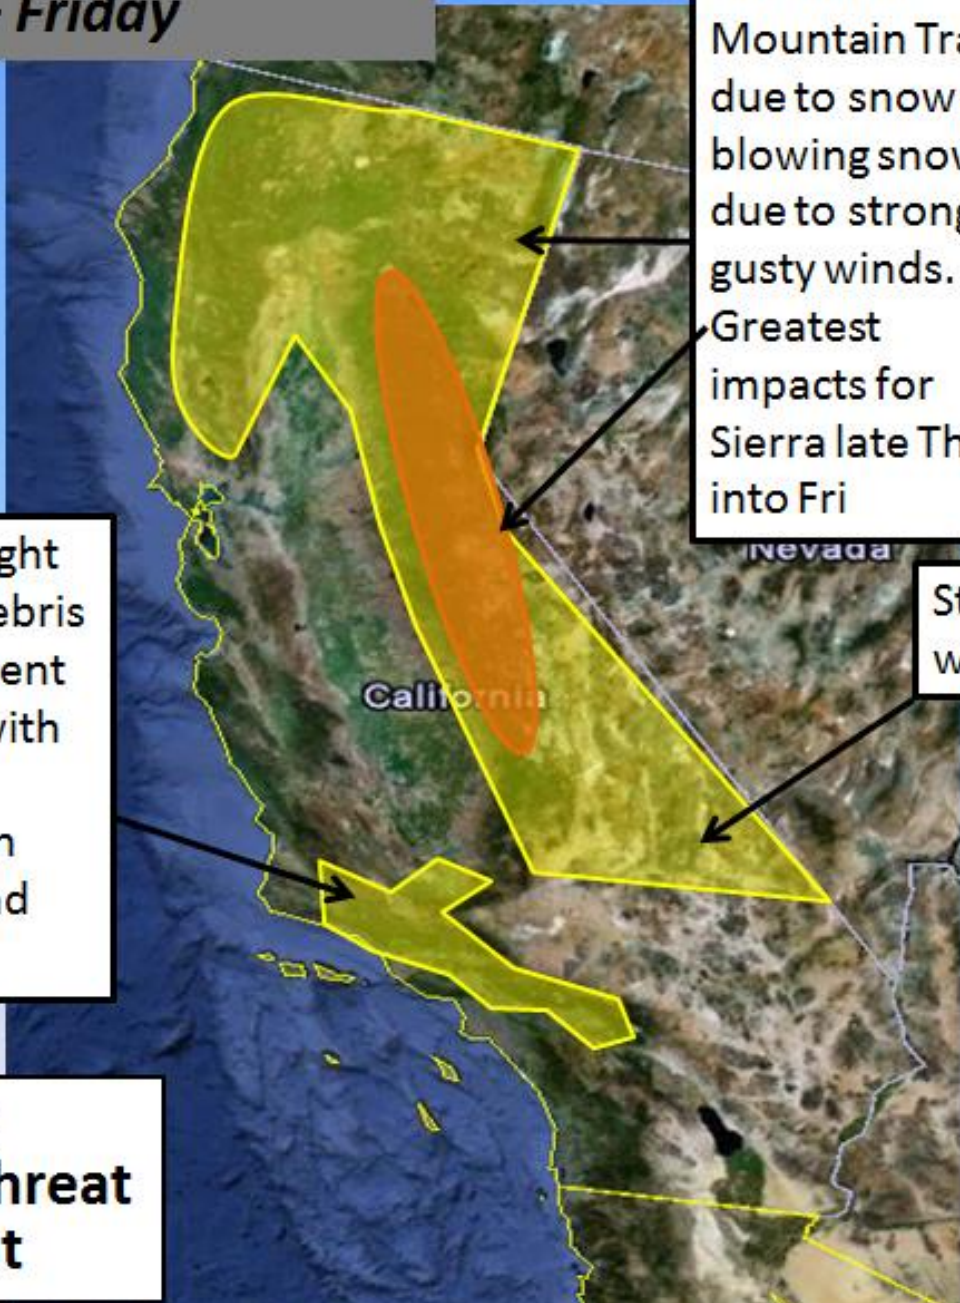 - Friday
Mountain Tra
due to snow
blowing snow
due to strong
gusty winds.
Greatest
impacts for
Sierra late Th
into Fri
Nevada
St
w
California
ght
ebris
ent
with
n
nd
hreat
t